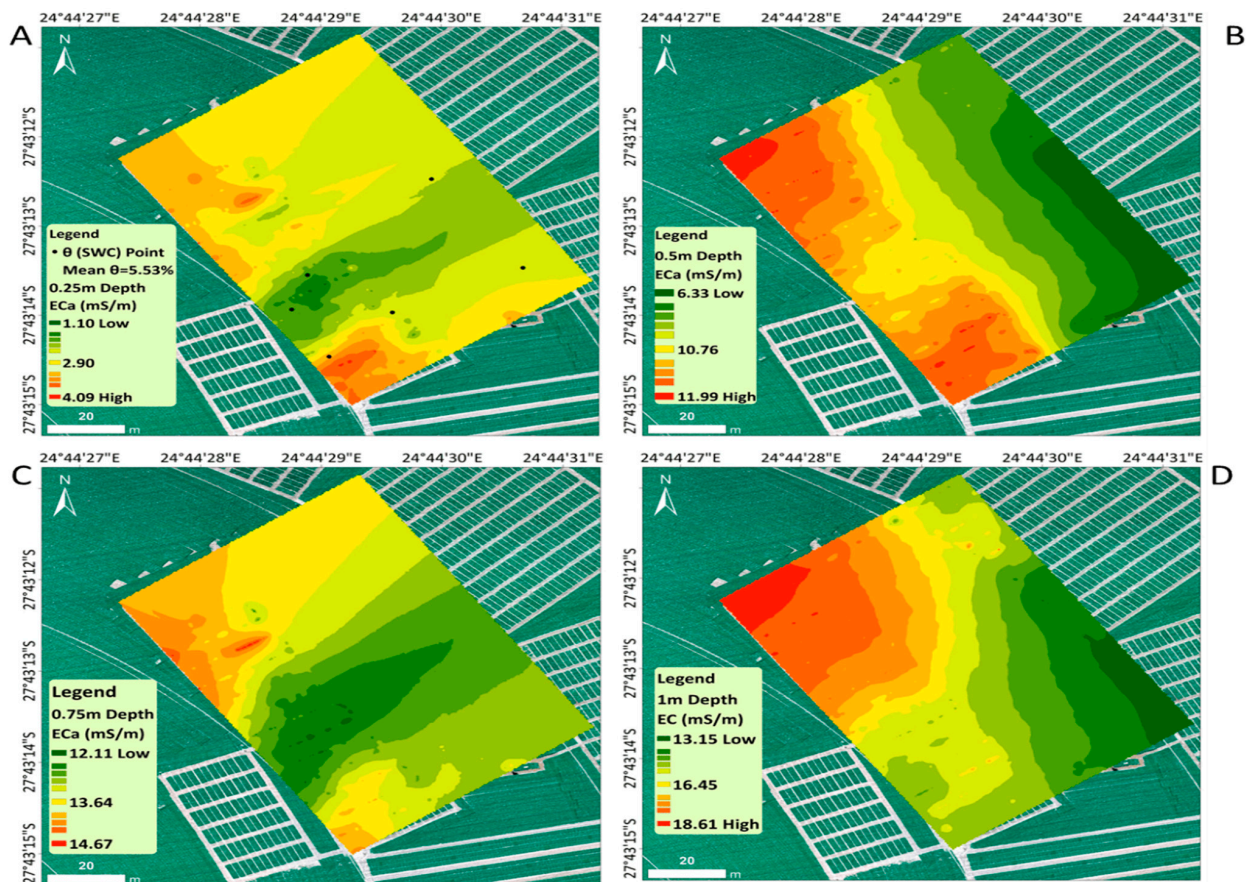 A
24°44'27"E 24°44'28"E 24°44'29"E 24°44'30"E 24°44'31"E
N
27°43'12"S
27°43'13"S
27°43'14"S
27°43'15"S
Legend
θ (SWC) Point
Mean θ=5.53%
0.25m Depth
ECa (mS/m)
1.10 Low
2.90
4.09 High
20
m
B
24°44'27"E 24°44'28"E 24°44'29"E 24°44'30"E 24°44'31"E
N
27°43'12"S
27°43'13"S
27°43'14"S
27°43'15"S
Legend
0.5m Depth
ECa (mS/m)
6.33 Low
10.76
11.99 High
20
m
C
24°44'27"E 24°44'28"E 24°44'29"E 24°44'30"E 24°44'31"E
N
27°43'12"S
27°43'13"S
27°43'14"S
27°43'15"S
Legend
0.75m Depth
ECa (mS/m)
12.11 Low
13.64
14.67
20
m
D
24°44'27"E 24°44'28"E 24°44'29"E 24°44'30"E 24°44'31"E
N
27°43'12"S
27°43'13"S
27°43'14"S
27°43'15"S
Legend
1m Depth
EC (mS/m)
13.15 Low
16.45
18.61 High
20
m